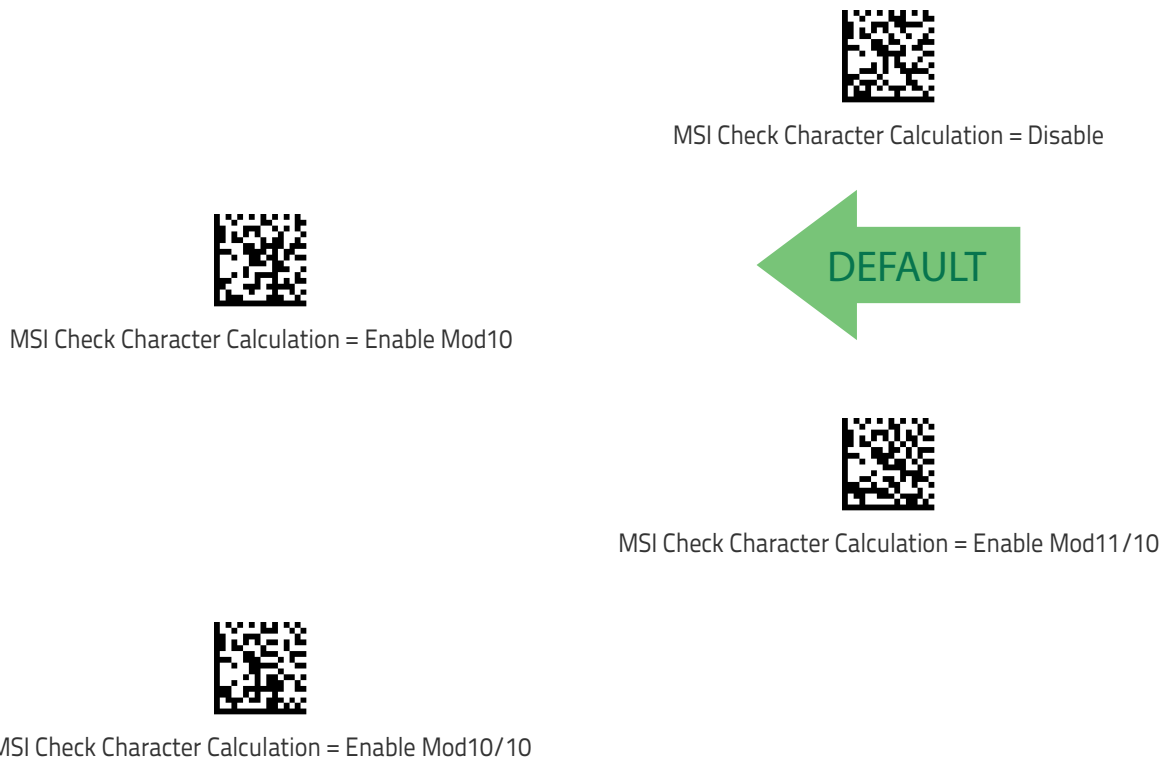 MSI Check Character Calculation = Disable
DEFAULT
MSI Check Character Calculation = Enable Mod10
MSI Check Character Calculation = Enable Mod11/10
MSI Check Character Calculation = Enable Mod10/10